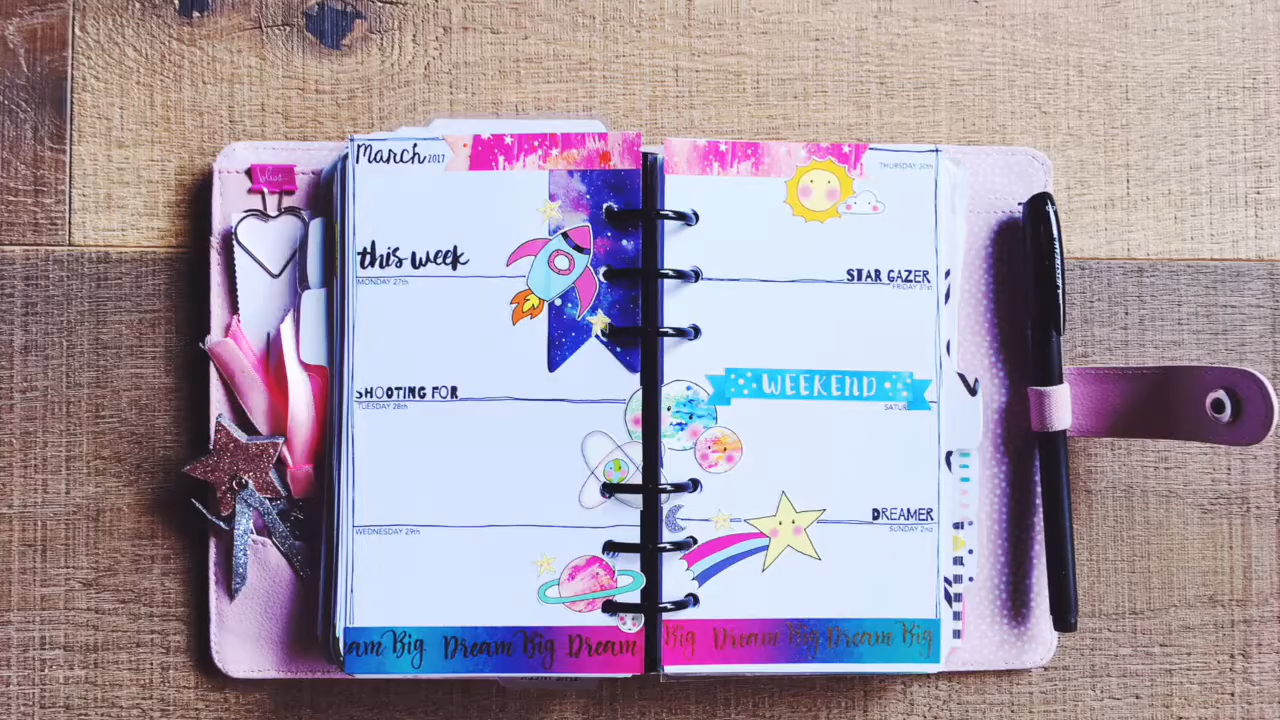 bliss
March 2017
this week
MONDAY 27th
SHOOTING FOR
TUESDAY 28th
WEDNESDAY 29th
Big Dream Big Dream
THURSDAY 30th
STAR GAZER
FRIDAY 31st
WEEKEND
DREAMER
SUNDAY 2nd
Big Dream Big Dream Big